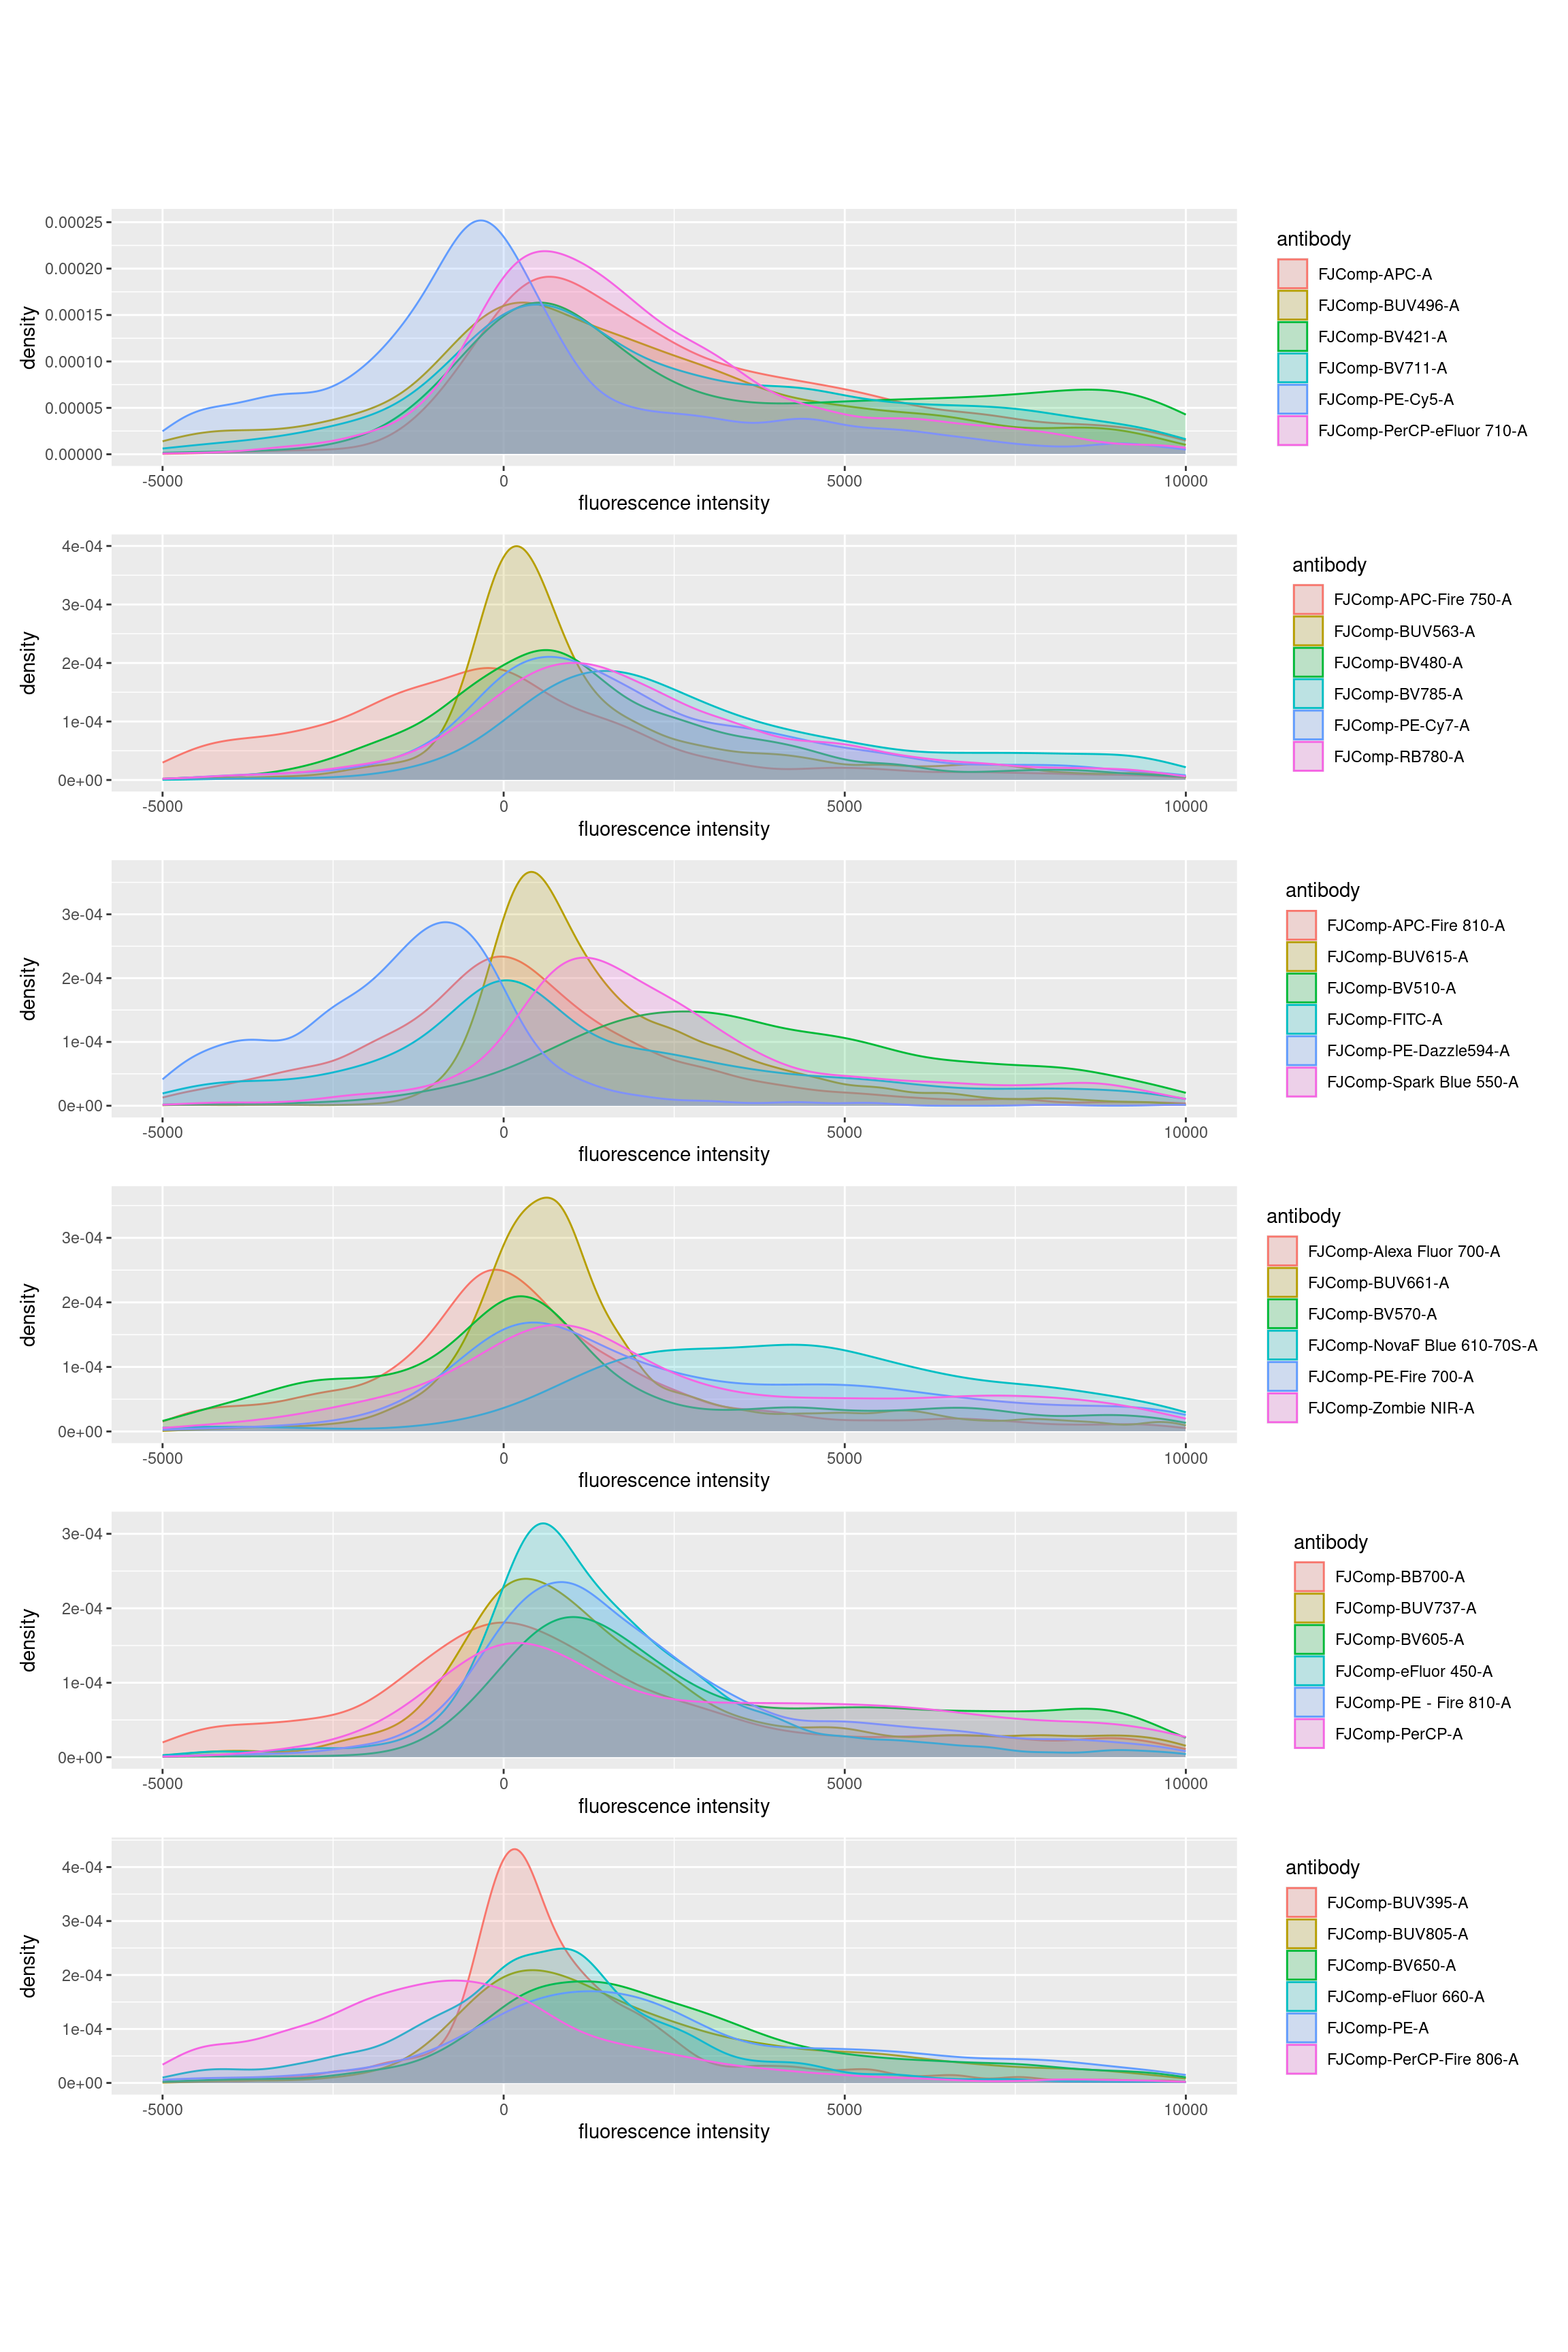 antibody
0.00025
0.00020
0.00015
0.00010
0.00005
0.00000
density
FJComp-APC-A
FJComp-BUV496-A
FJComp-BV421-A
FJComp-BV711-A
FJComp-PE-Cy5-A
FJComp-PerCP-eFluor 710-A
-5000 0 5000 10000
fluorescence intensity
antibody
4e-04
3e-04
2e-04
1e-04
0e+00
density
FJComp-APC-Fire 750-A
FJComp-BUV563-A
FJComp-BV480-A
FJComp-BV785-A
FJComp-PE-Cy7-A
FJComp-RB780-A
-5000 0 5000 10000
fluorescence intensity
antibody
3e-04
2e-04
1e-04
0e+00
density
FJComp-APC-Fire 810-A
FJComp-BUV615-A
FJComp-BV510-A
FJComp-FITC-A
FJComp-PE-Dazzle594-A
FJComp-Spark Blue 550-A
-5000 0 5000 10000
fluorescence intensity
antibody
3e-04
2e-04
1e-04
0e+00
density
FJComp-Alexa Fluor 700-A
FJComp-BUV661-A
FJComp-BV570-A
FJComp-NovaF Blue 610-70S-A
FJComp-PE-Fire 700-A
FJComp-Zombie NIR-A
-5000 0 5000 10000
fluorescence intensity
antibody
3e-04
2e-04
1e-04
0e+00
density
FJComp-BB700-A
FJComp-BUV737-A
FJComp-BV605-A
FJComp-eFluor 450-A
FJComp-PE - Fire 810-A
FJComp-PerCP-A
-5000 0 5000 10000
fluorescence intensity
antibody
4e-04
3e-04
2e-04
1e-04
0e+00
density
FJComp-BUV395-A
FJComp-BUV805-A
FJComp-BV650-A
FJComp-eFluor 660-A
FJComp-PE-A
FJComp-PerCP-Fire 806-A
-5000 0 5000 10000
fluorescence intensity